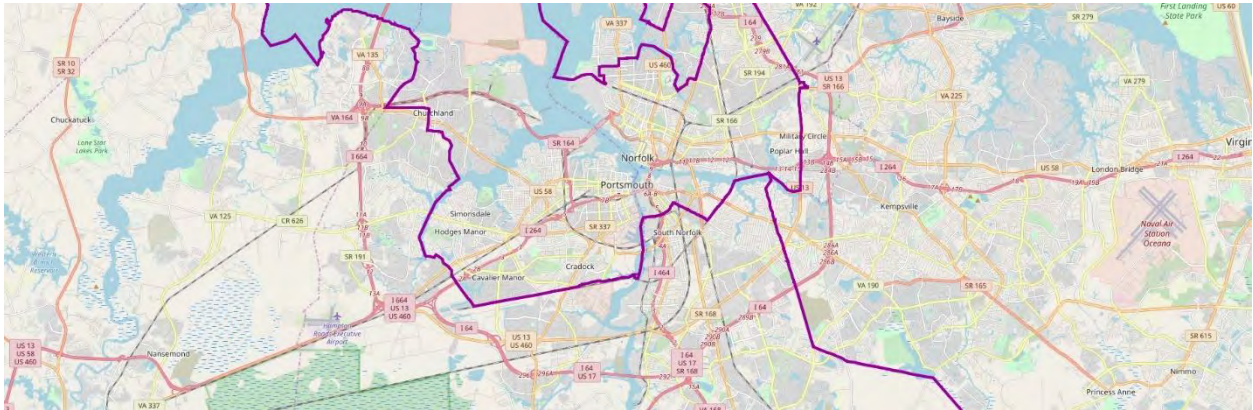 VA 192
First Landing
State Park
US 60
VA 337
I 64
Bayside
SR 279
VA 135
US 460
SR 10
SR 32
SR 194
US 13
SR 166
VA 279
VA 225
Churchland
VA 164
Chuckatuck
Lone Star
Lakes Park
SR 166
SR 164
Military Circle
Poplar Hall
Norfolk
I 664
I 264
US 58
London Bridge
I 264
Portsmouth
US 58
US 13
Kempsville
Simonsdale
VA 125
CR 626
Hodges Manor
I 264
SR 337
South Norfolk
Naval Air
Station
Oceana
SR 191
Cradock
Cavalier Manor
I 464
VA 190
SR 165
I 664
US 13
US 460
I 64
SR 168
Hampton
Roads Executive
Airport
I 64
US 13
US 460
SR 615
US 13
US 58
US 460
Nansemond
I 64
US 17
I 64
US 17
SR 168
Nimmo
Princess Anne
VA 337
VA 168